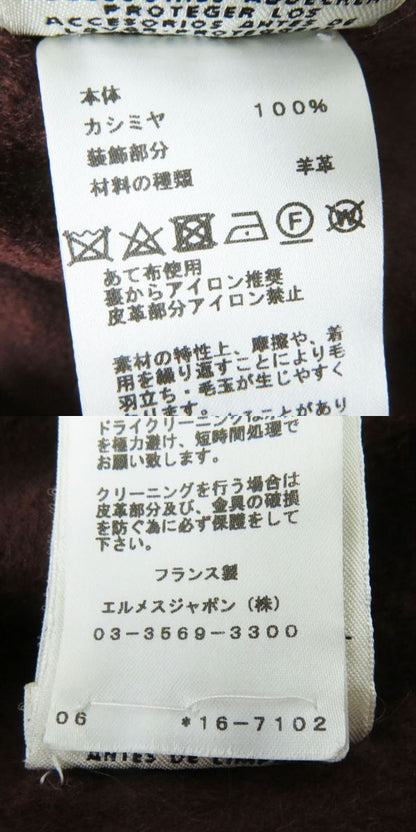 PROTEGER LOS
ACCESORIOS ANTES DE
本体
カシミヤ 100%
装飾部分
材料の種類 羊革
F W
あて布使用
裏からアイロン推奨
皮革部分アイロン禁止
素材の特性上、摩擦や、着
用を繰り返すことにより毛
羽立ち・毛玉が生じやすく
なります。
ドライクリーニング
を極力避け、短時間処理で
お願い致します。
クリーニングを行う場合は
皮革部分及び、金具の破損
を防ぐ為に必ず保護をして
下さい。
フランス製
エルメスジャポン（株）
03-3569-3300
06 *16-7102
ANTES DE